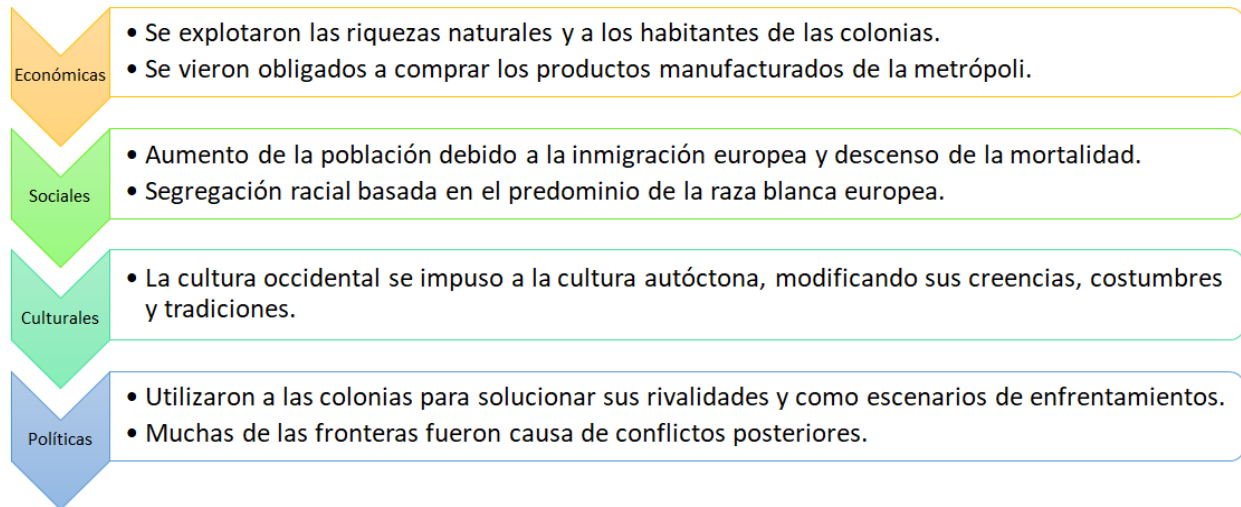 Económicas
• Se explotaron las riquezas naturales y a los habitantes de las colonias.
• Se vieron obligados a comprar los productos manufacturados de la metrópoli.
Sociales
• Aumento de la población debido a la inmigración europea y descenso de la mortalidad.
• Segregación racial basada en el predominio de la raza blanca europea.
Culturales
• La cultura occidental se impuso a la cultura autóctona, modificando sus creencias, costumbres
y tradiciones.
Políticas
• Utilizaron a las colonias para solucionar sus rivalidades y como escenarios de enfrentamientos.
• Muchas de las fronteras fueron causa de conflictos posteriores.